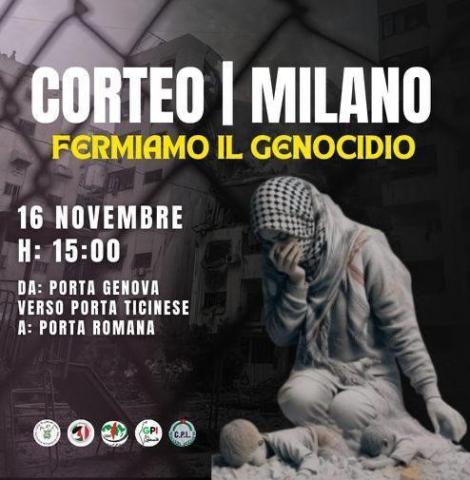 CORTEO | MILANO
FERMIAMO IL GENOCIDIO
16 NOVEMBRE
H: 15:00
DA: PORTA GENOVA
VERSO PORTA TICINESE
A: PORTA ROMANA
GPI
C.P.L.